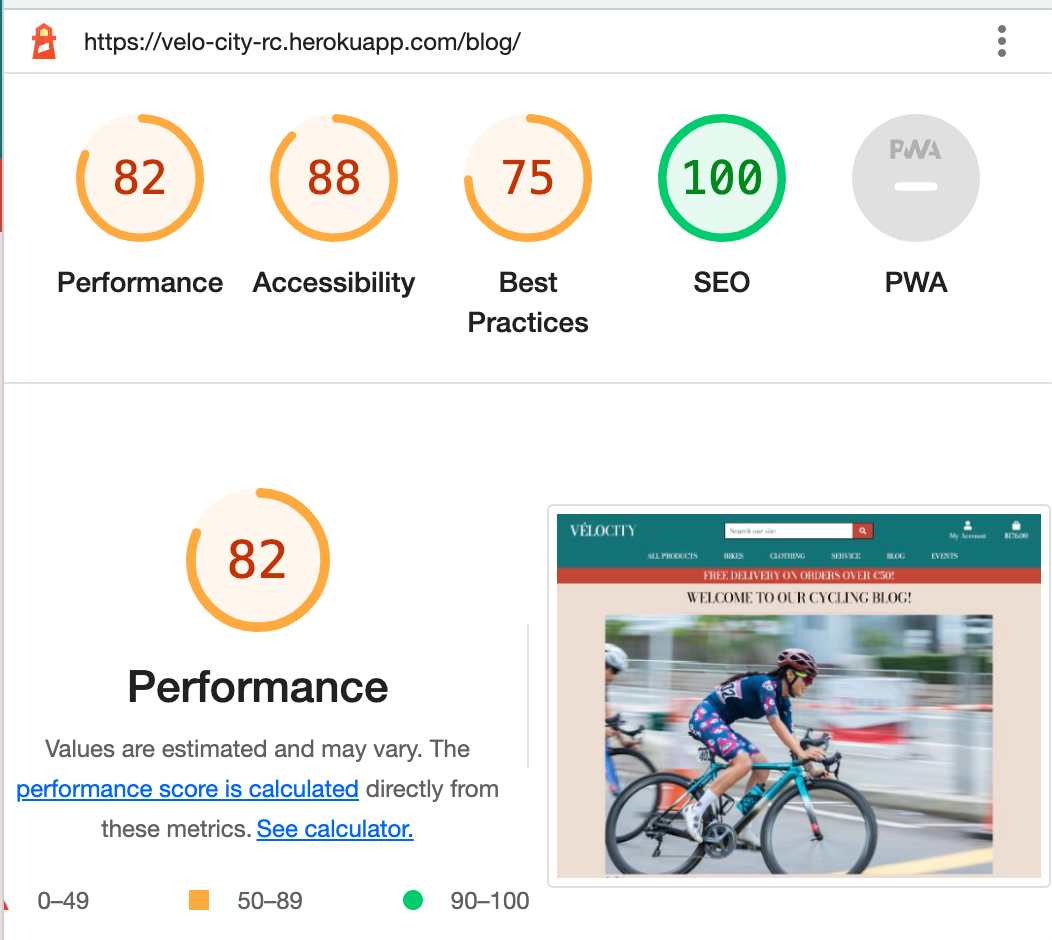 https://velo-city-rc.herokuapp.com/blog/
82
88
75
100
PWA
Performance
Accessibility
Best
Practices
SEO
PWA
82
Performance
Values are estimated and may vary. The
performance score is calculated directly from
these metrics. See calculator.
0–49
50–89
90–100
VÉLOCITY
Search our site
My Account
$176.00
ALL PRODUCTS
BIKES
CLOTHING
SERVICE
BLOG
EVENTS
FREE DELIVERY ON ORDERS OVER €50!
WELCOME TO OUR CYCLING BLOG!